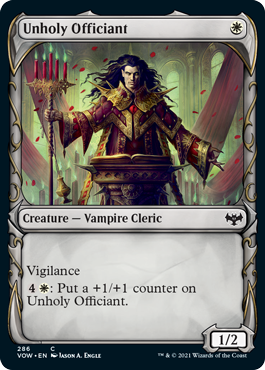 Unholy Officiant
Creature — Vampire Cleric
Vigilance
4 : Put a +1/+1 counter on
Unholy Officiant.
1/2
286 C
VOW • EN Jason A. Engle
™ & © 2021 Wizards of the Coast